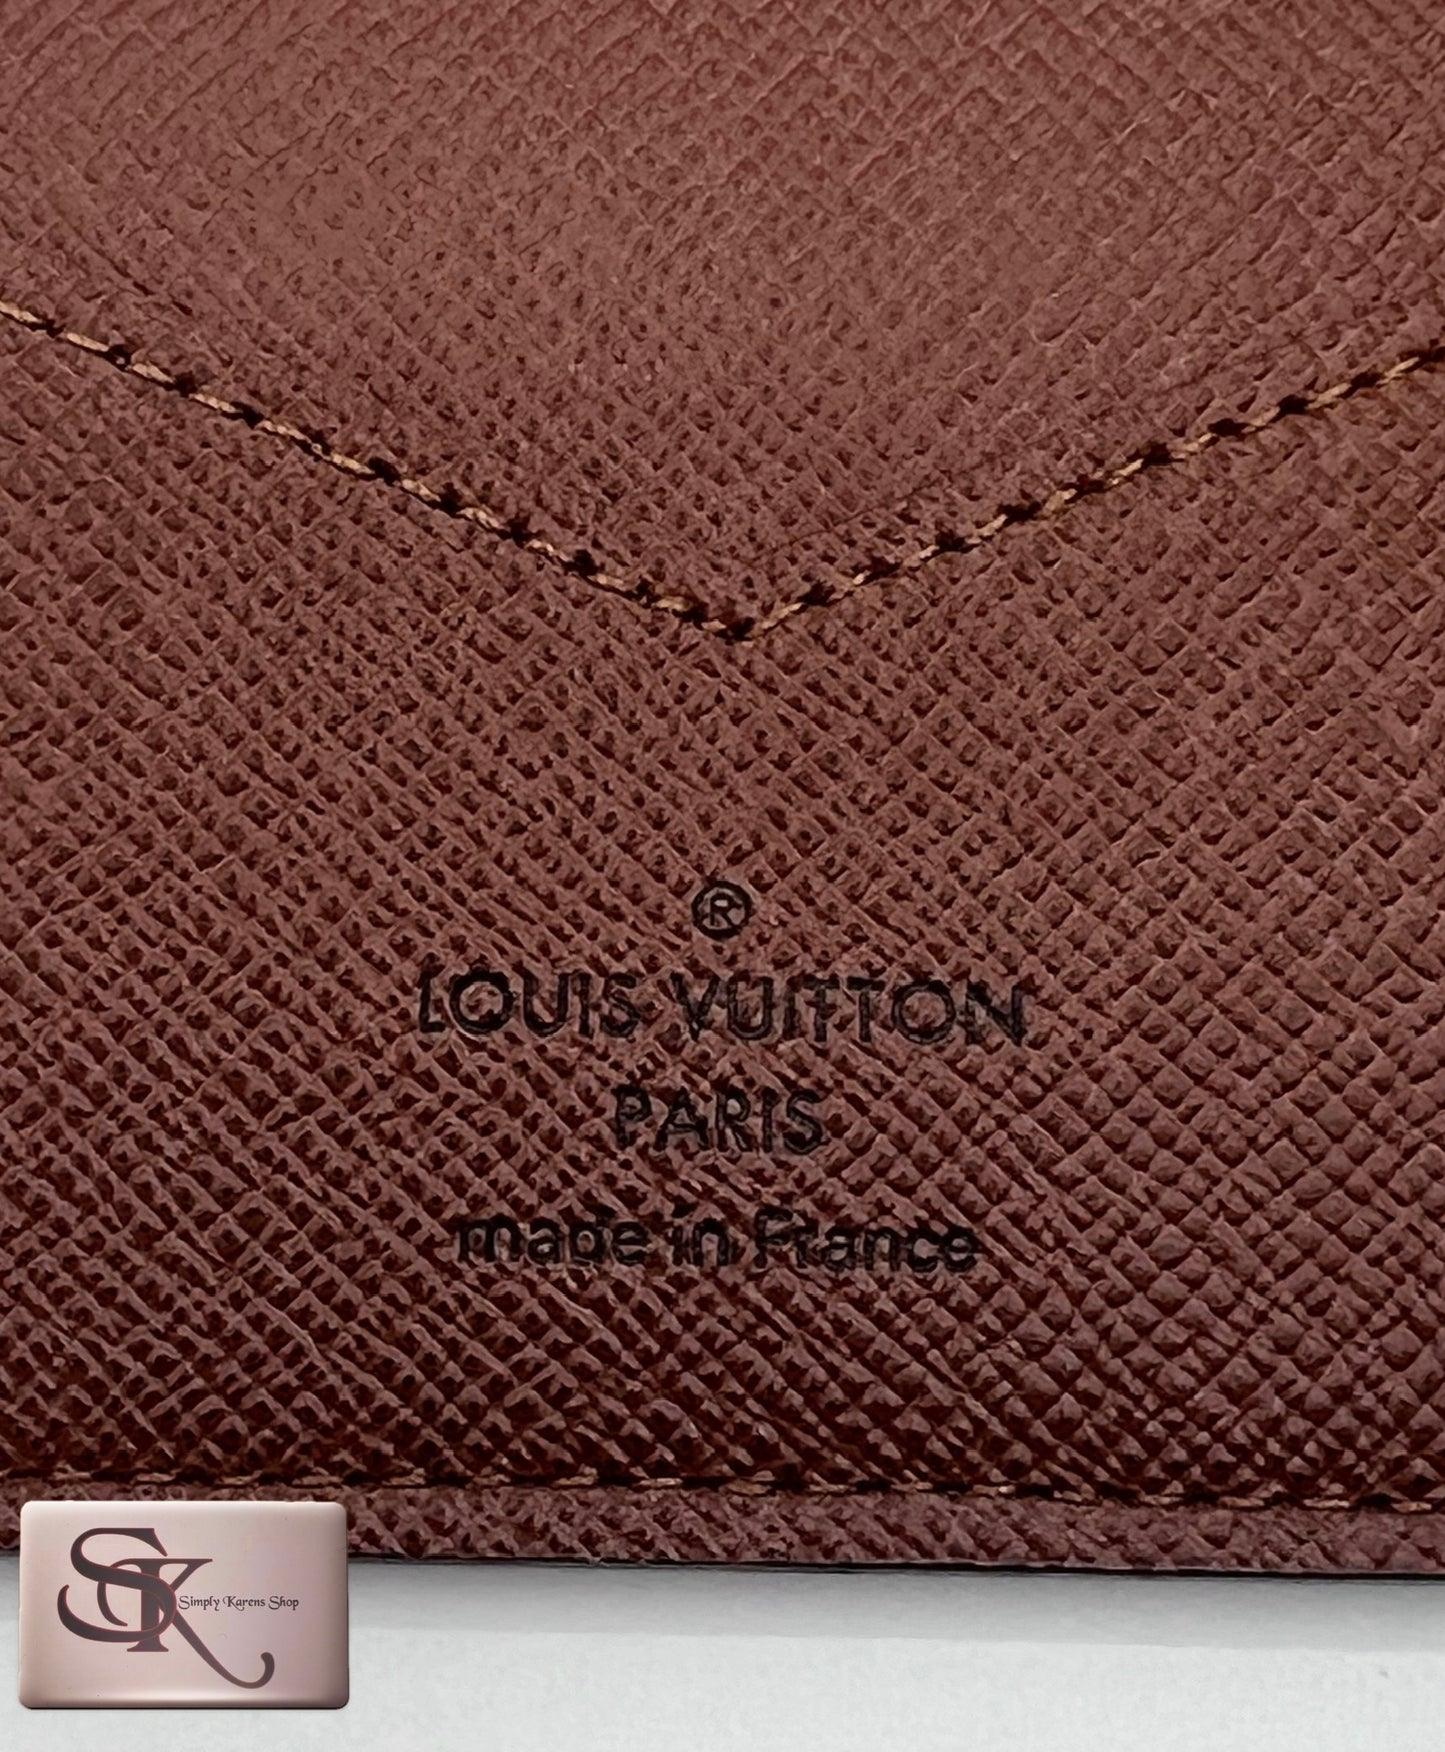 ®
LOUIS VUITTON
PARIS
made in France
SK
Simply Karens Shop